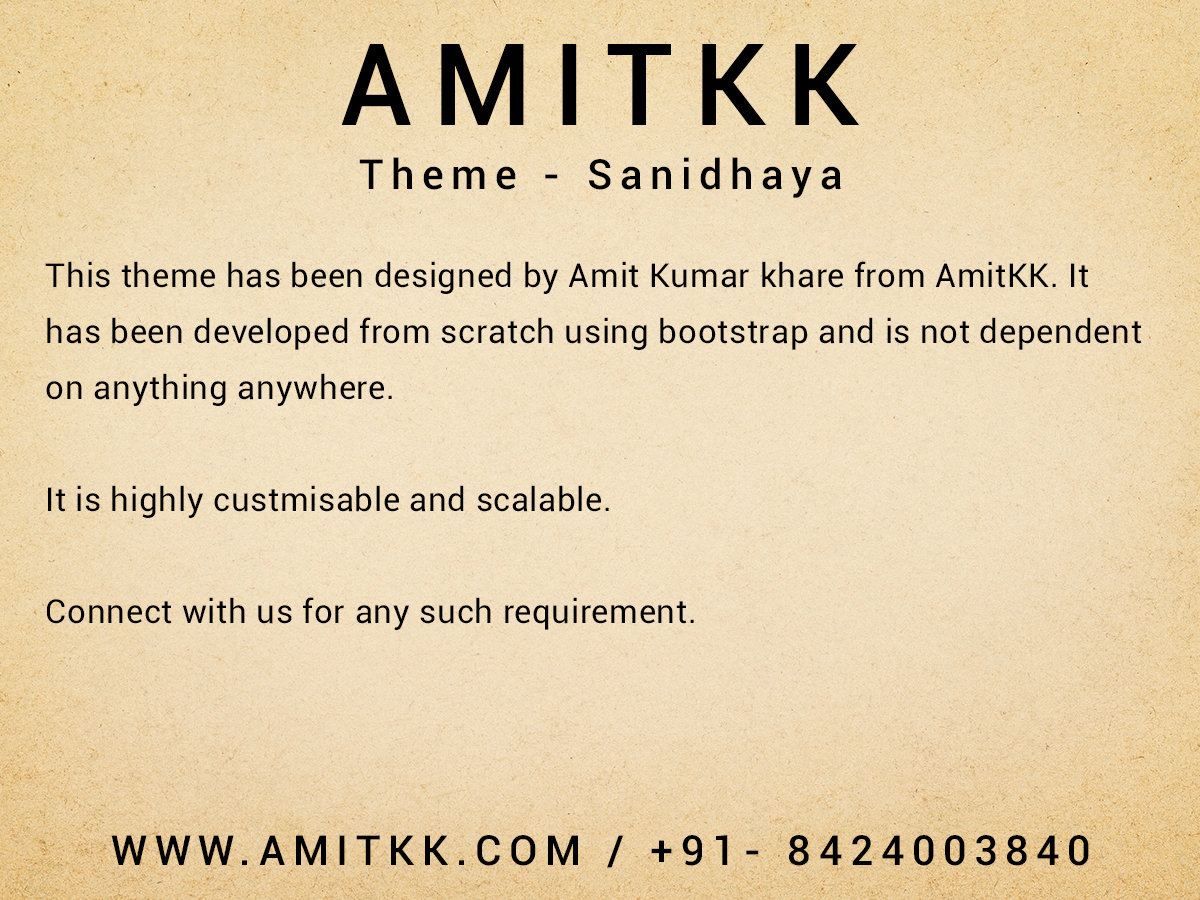 AMITKK
Theme - Sanidhaya
This theme has been designed by Amit Kumar khare from AmitKK. It
has been developed from scratch using bootstrap and is not dependent
on anything anywhere.
It is highly custmisable and scalable.
Connect with us for any such requirement.
WWW.AMITKK.COM / +91- 8424003840